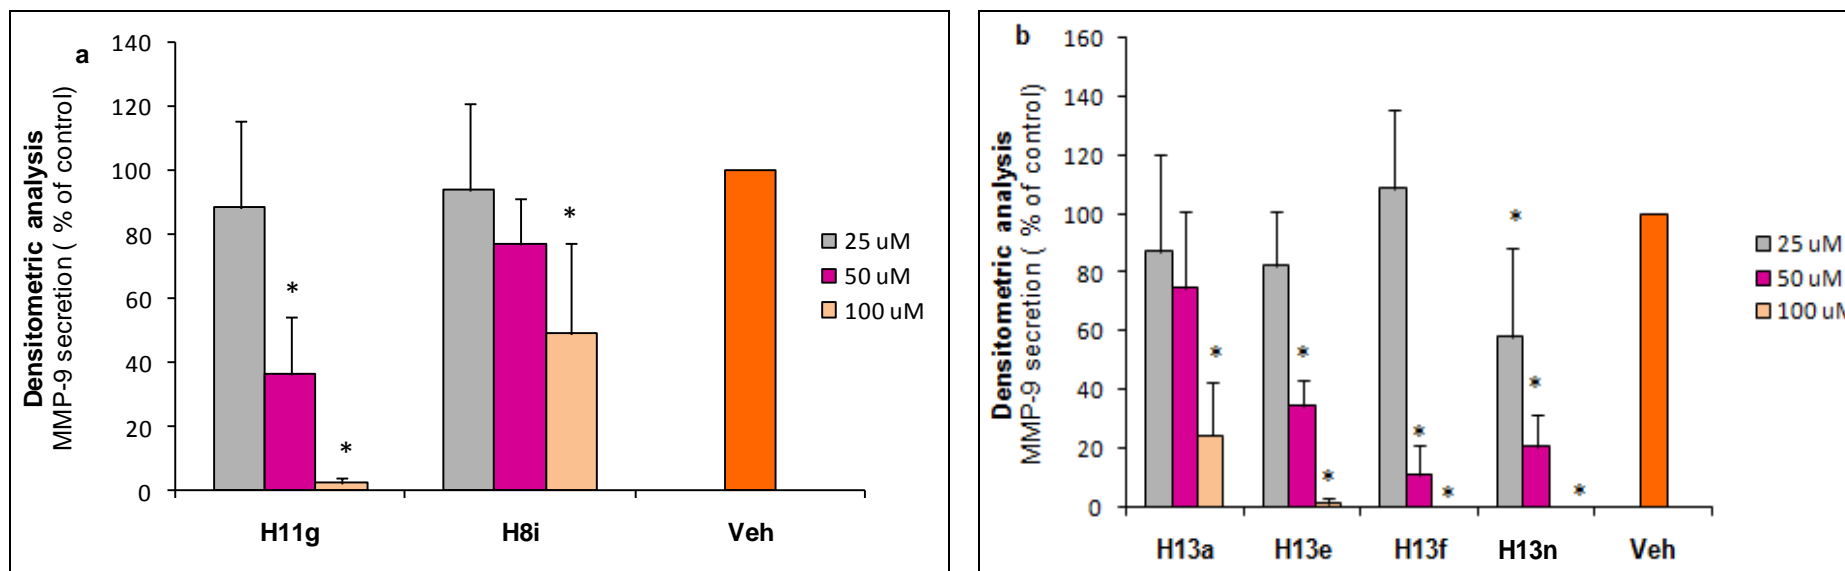 a
Densitometric analysis
MMP-9 secretion ( % of control)
140
120
100
80
60
40
20
0
*
*
*
H11g
H8i
Veh
25 uM
50 uM
100 uM
b
Densitometric analysis
MMP-9 secretion ( % of control)
160
140
120
100
80
60
40
20
0
*
*
*
*
*
*
*
*
H13a
H13e
H13f
H13n
Veh
25 uM
50 uM
100 uM